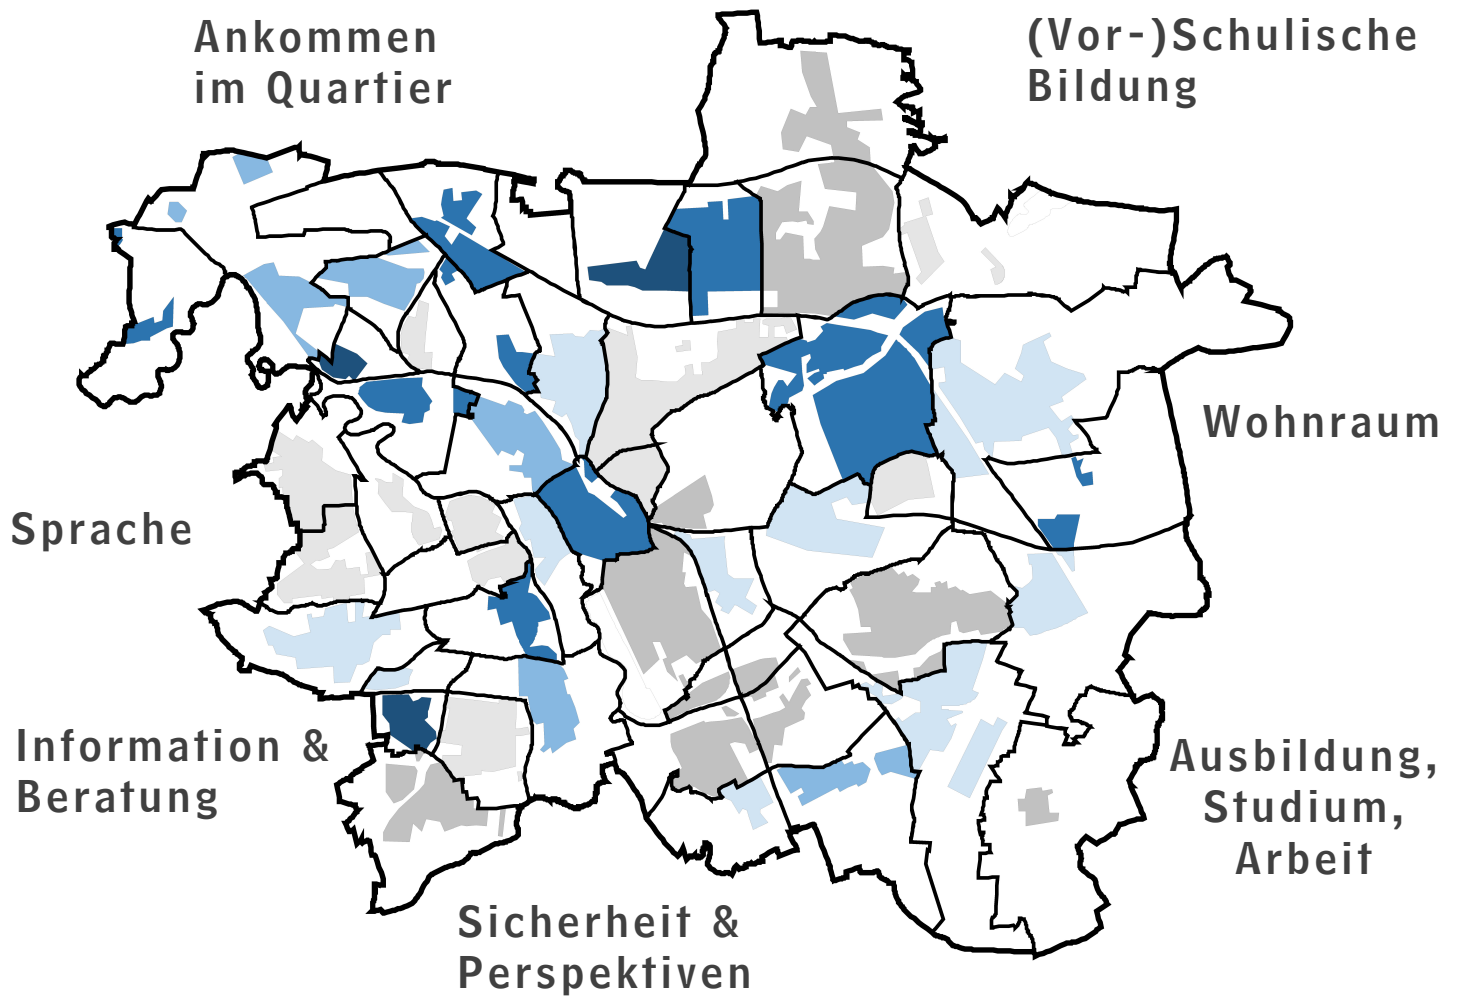 Ankommen
im Quartier
(Vor-)Schulische
Bildung
Wohnraum
Sprache
Information &
Beratung
Ausbildung,
Studium,
Arbeit
Sicherheit &
Perspektiven